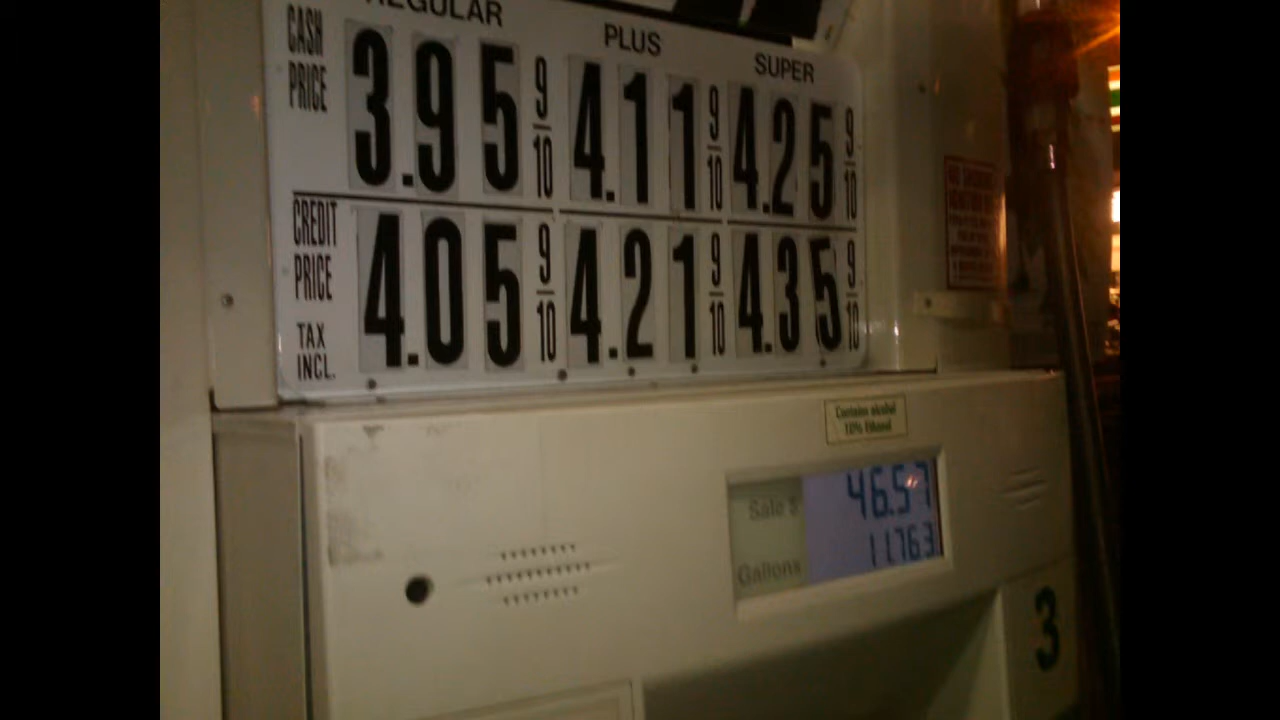 REGULAR PLUS SUPER
CASH PRICE 3.95 9/10 4.11 9/10 4.25 9/10
CREDIT PRICE 4.05 9/10 4.21 9/10 4.35 9/10
TAX INCL.
Contains alcohol
10% Ethanol
Sale $ 46.57
Gallons 11.763
3